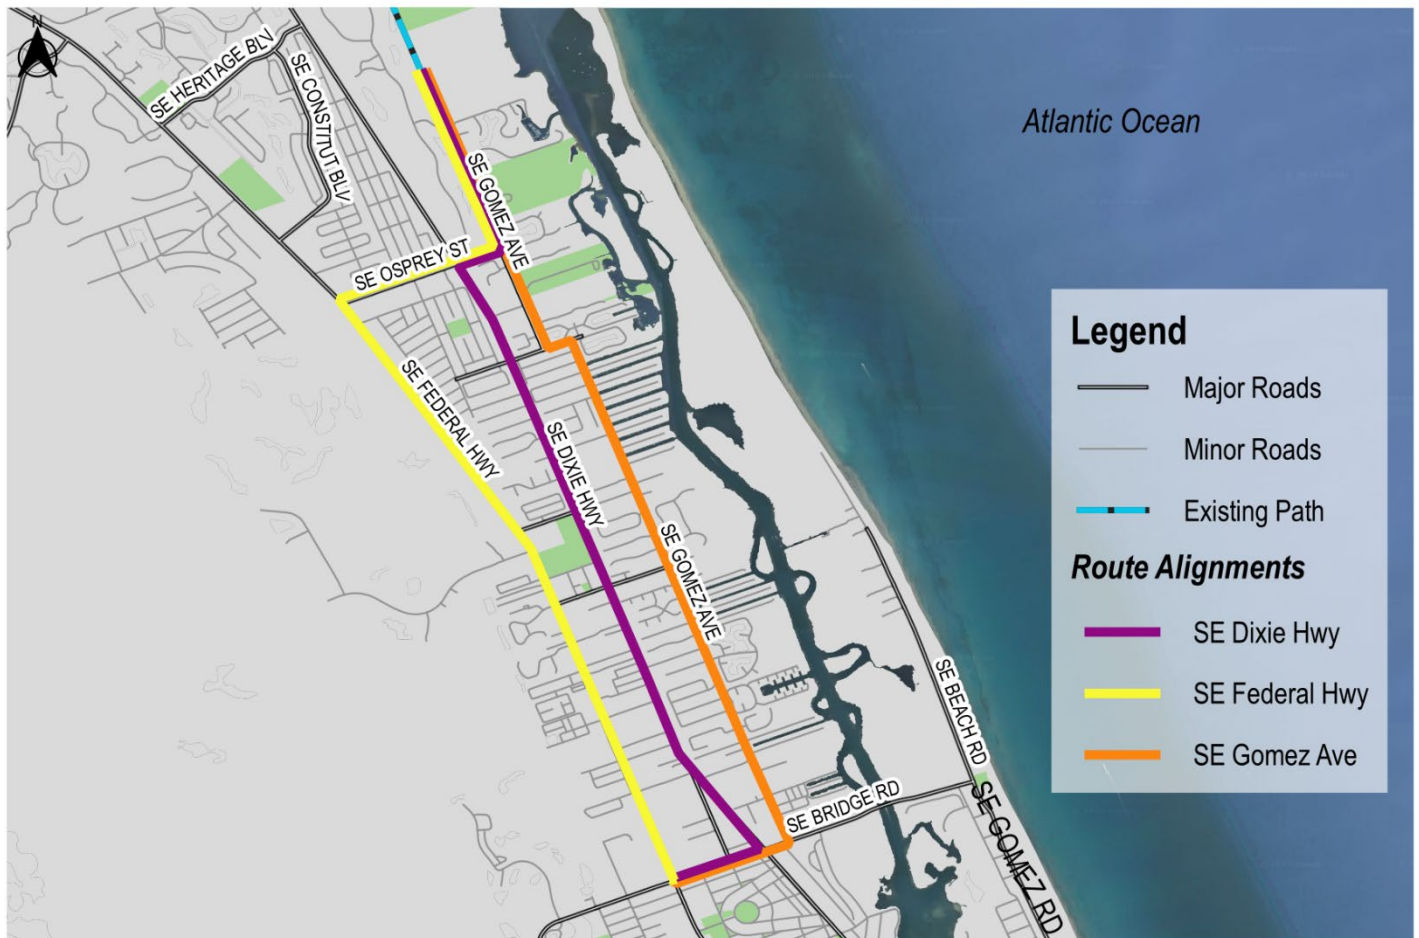 N
SE HERITAGE BLV
SE CONSTITUT BLV
Atlantic Ocean
SE GOMEZ AVE
SE OSPREY ST
SE FEDERAL HWY
SE DIXIE HWY
SE GOMEZ AVE
SE BEACH RD
SE BRIDGE RD
SE GOMEZ RD
Legend
Major Roads
Minor Roads
Existing Path
Route Alignments
SE Dixie Hwy
SE Federal Hwy
SE Gomez Ave